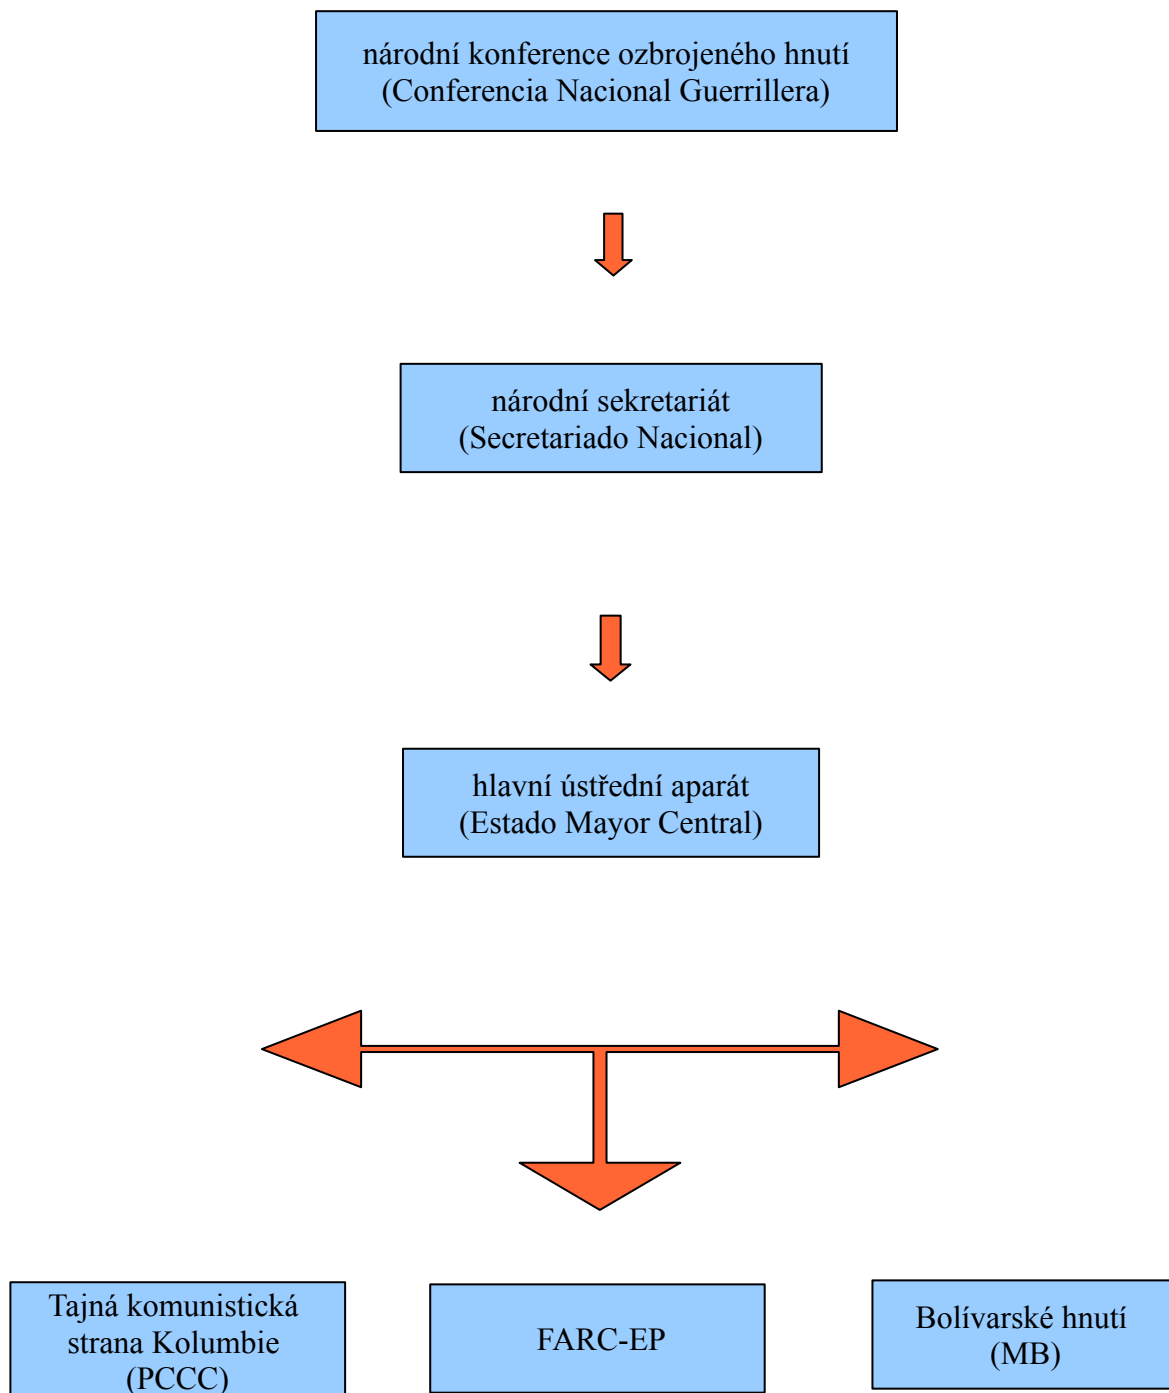 národní konference ozbrojeného hnutí
(Conferencia Nacional Guerrillera)
národní sekretariát
(Secretariado Nacional)
hlavní ústřední aparát
(Estado Mayor Central)
Tajná komunistická
strana Kolumbie
(PCCC)
FARC-EP
Bolívarské hnutí
(MB)